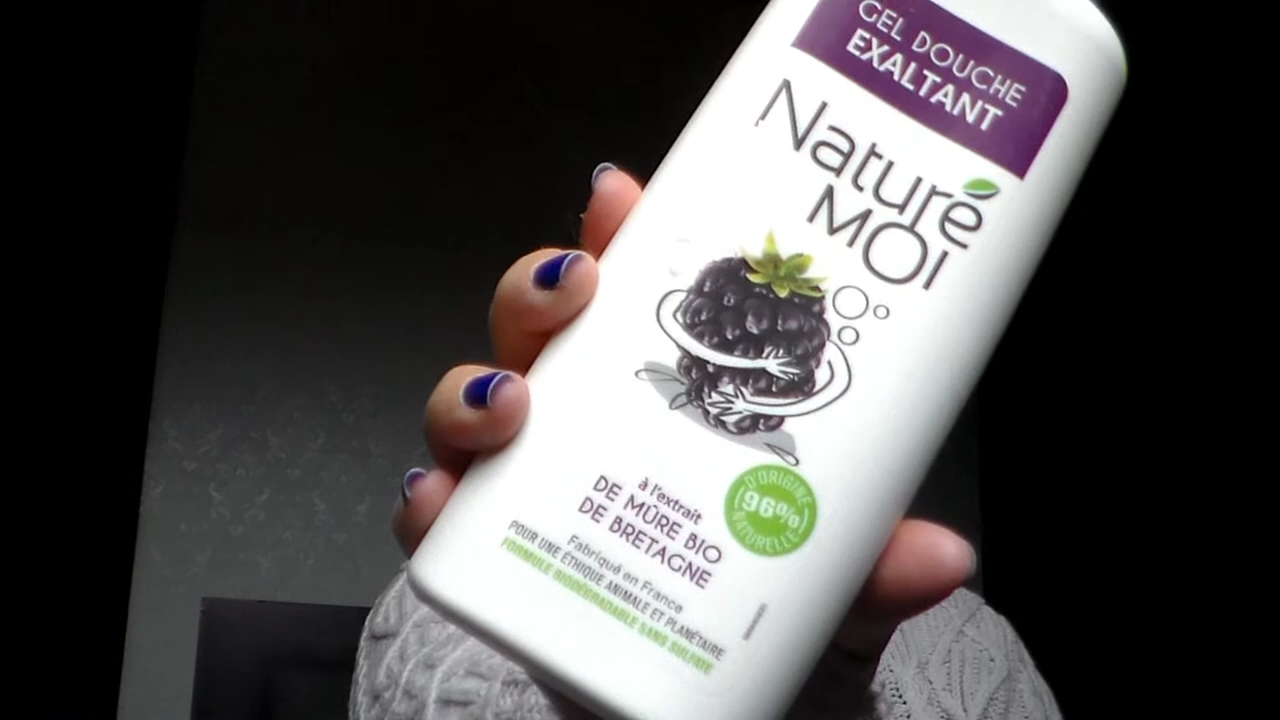 GEL DOUCHE
EXALTANT
Naturé
MOI
à l'extrait
DE MÛRE BIO
DE BRETAGNE
D'ORIGINE
96%
NATURELLE
Fabriqué en France
POUR UNE ÉTHIQUE ANIMALE ET PLANÉTAIRE
FORMULE BIODÉGRADABLE SANS SULFATE